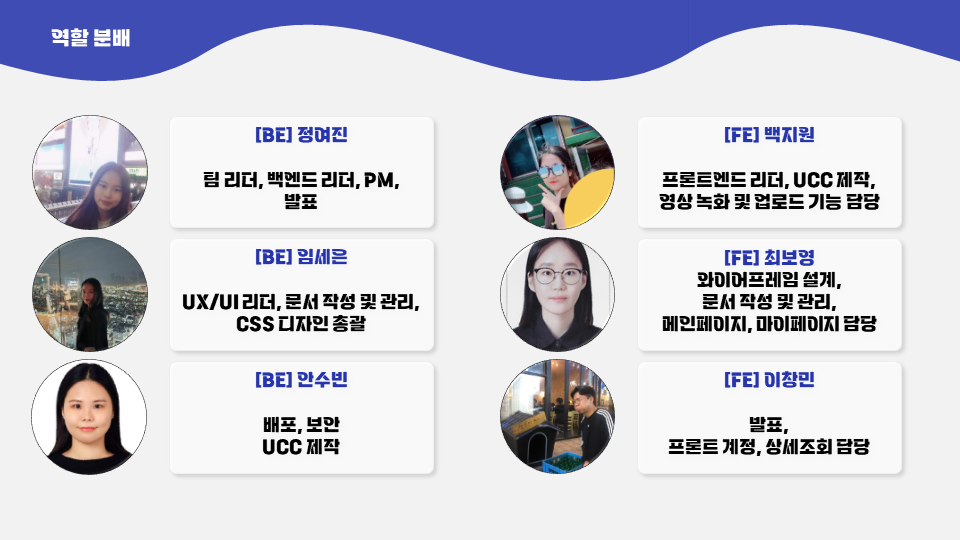 역할 분배
[BE] 정여진
팀 리더, 백엔드 리더, PM,
발표
[FE] 백지원
프론트엔드 리더, UCC 제작,
영상 녹화 및 업로드 기능 담당
[BE] 임세은
UX/UI 리더, 문서 작성 및 관리,
CSS 디자인 총괄
[FE] 최보영
와이어프레임 설계,
문서 작성 및 관리,
메인페이지, 마이페이지 담당
[BE] 안수빈
배포, 보안
UCC 제작
[FE] 이창민
발표,
프론트 계정, 상세조회 담당